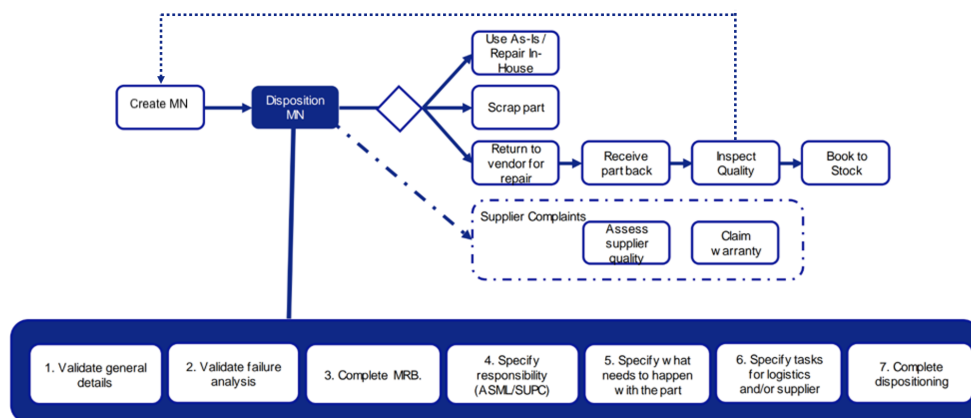 Use As-Is /
Repair In-
House
Create MN
Disposition
MN
Scrap part
Return to
vendor for
repair
Receive
part back
Inspect
Quality
Book to
Stock
Supplier Complaints
Assess
supplier
quality
Claim
warranty
1. Validate general
details
2. Validate failure
analysis
3. Complete MRB.
4. Specify
responsibility
(ASML/SUPC)
5. Specify what
needs to happen
with the part
6. Specify tasks
for logistics
and/or supplier
7. Complete
dispositioning